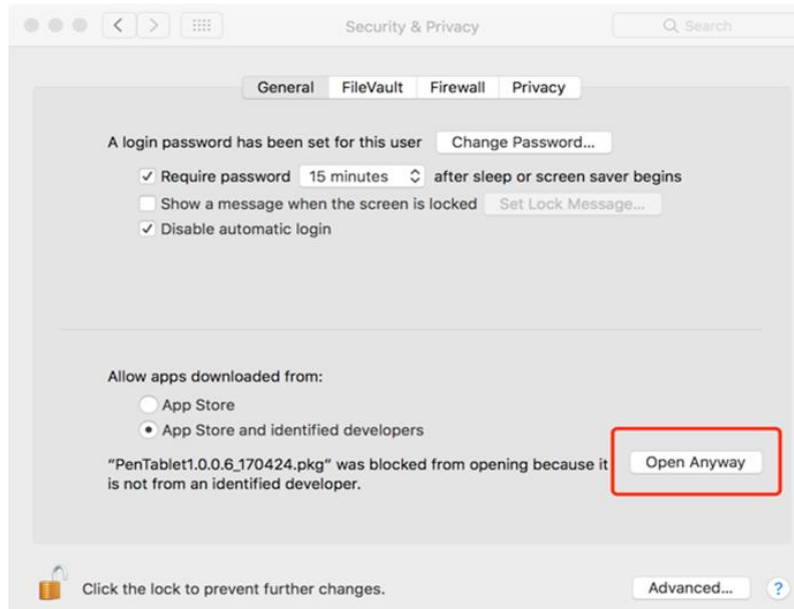 Security & Privacy
Search
General FileVault Firewall Privacy
A login password has been set for this user Change Password...
Require password 15 minutes after sleep or screen saver begins
Show a message when the screen is locked Set Lock Message...
Disable automatic login
Allow apps downloaded from:
App Store
App Store and identified developers
“PenTablet1.0.0.6_170424.pkg” was blocked from opening because it
is not from an identified developer.
Open Anyway
Click the lock to prevent further changes.
Advanced... ?